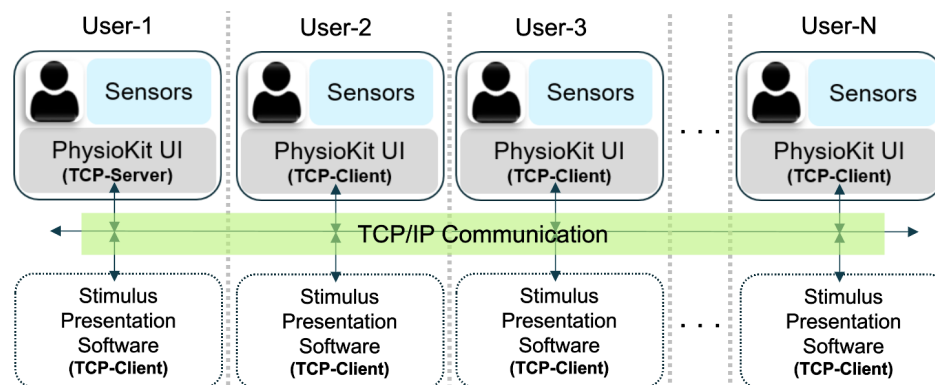 User-1
User-2
User-3
User-N
Sensors
Sensors
Sensors
Sensors
PhysioKit UI
(TCP-Server)
PhysioKit UI
(TCP-Client)
PhysioKit UI
(TCP-Client)
. . .
PhysioKit UI
(TCP-Client)
TCP/IP Communication
Stimulus
Presentation
Software
(TCP-Client)
Stimulus
Presentation
Software
(TCP-Client)
Stimulus
Presentation
Software
(TCP-Client)
. . .
Stimulus
Presentation
Software
(TCP-Client)